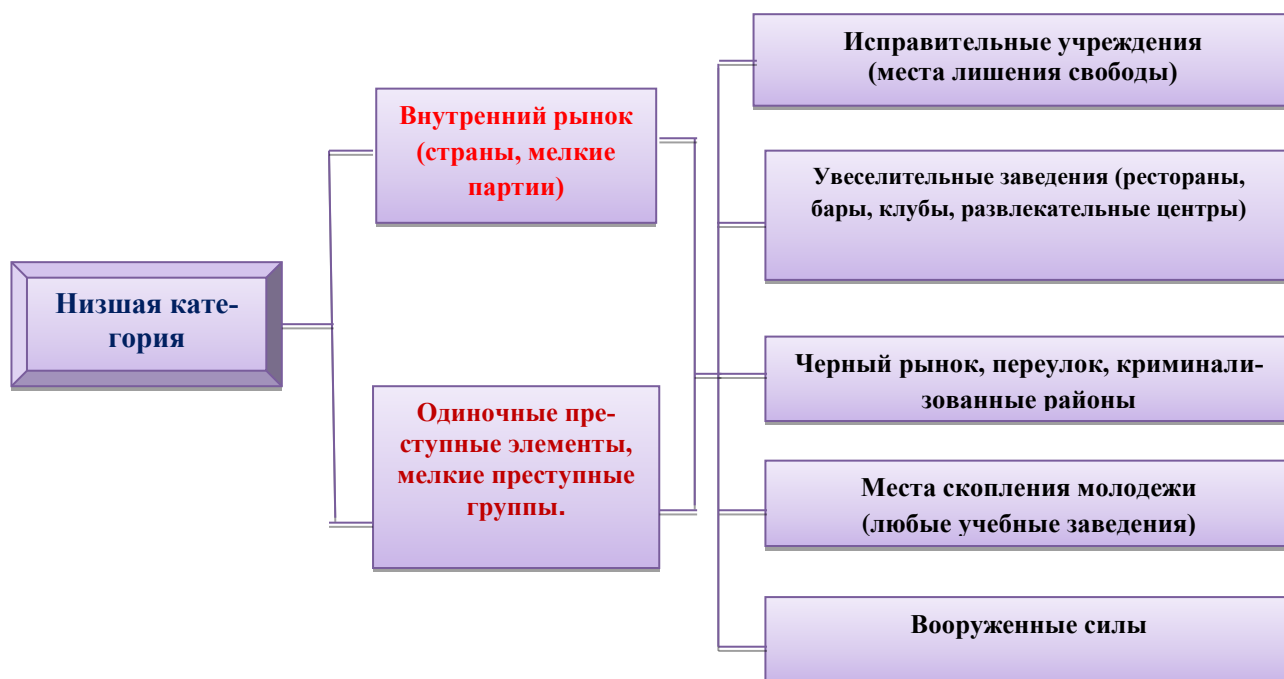 Низшая кате-
гория
Внутренний рынок
(страны, мелкие
партии)
Одиночные пре-
ступные элементы,
мелкие преступные
группы.
Исправительные учреждения
(места лишения свободы)
Увеселительные заведения (рестораны,
бары, клубы, развлекательные центры)
Черный рынок, переулок, криминали-
зованные районы
Места скопления молодежи
(любые учебные заведения)
Вооруженные силы